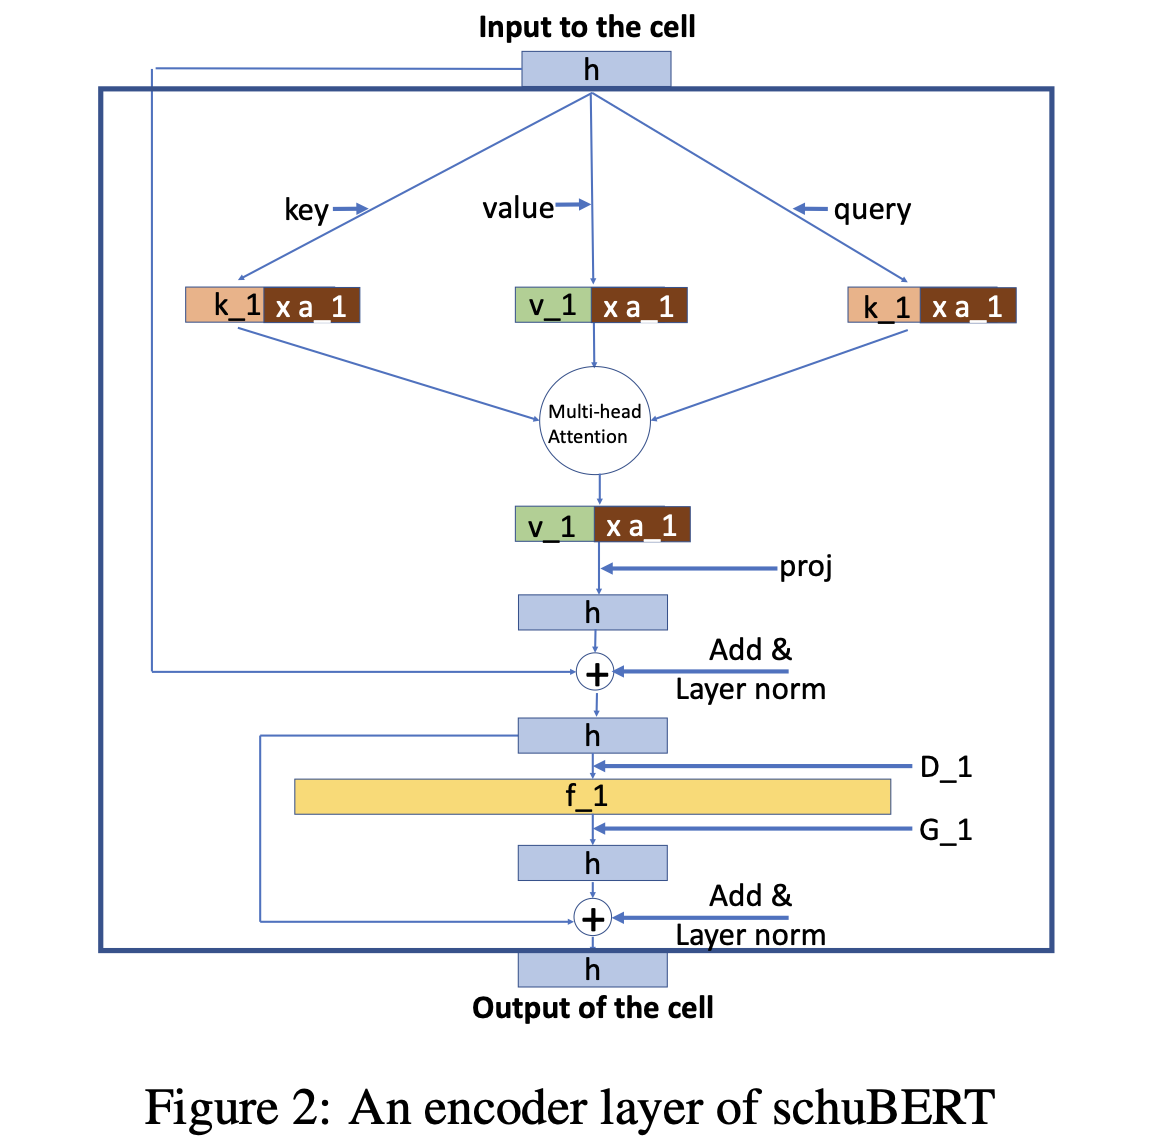 Input to the cell
h
key
value
query
k_1 x a_1
v_1 x a_1
k_1 x a_1
Multi-head
Attention
v_1 x a_1
proj
h
Add &
+
Layer norm
h
D_1
f_1
G_1
h
Add &
+
Layer norm
h
Output of the cell
Figure 2: An encoder layer of schuBERT